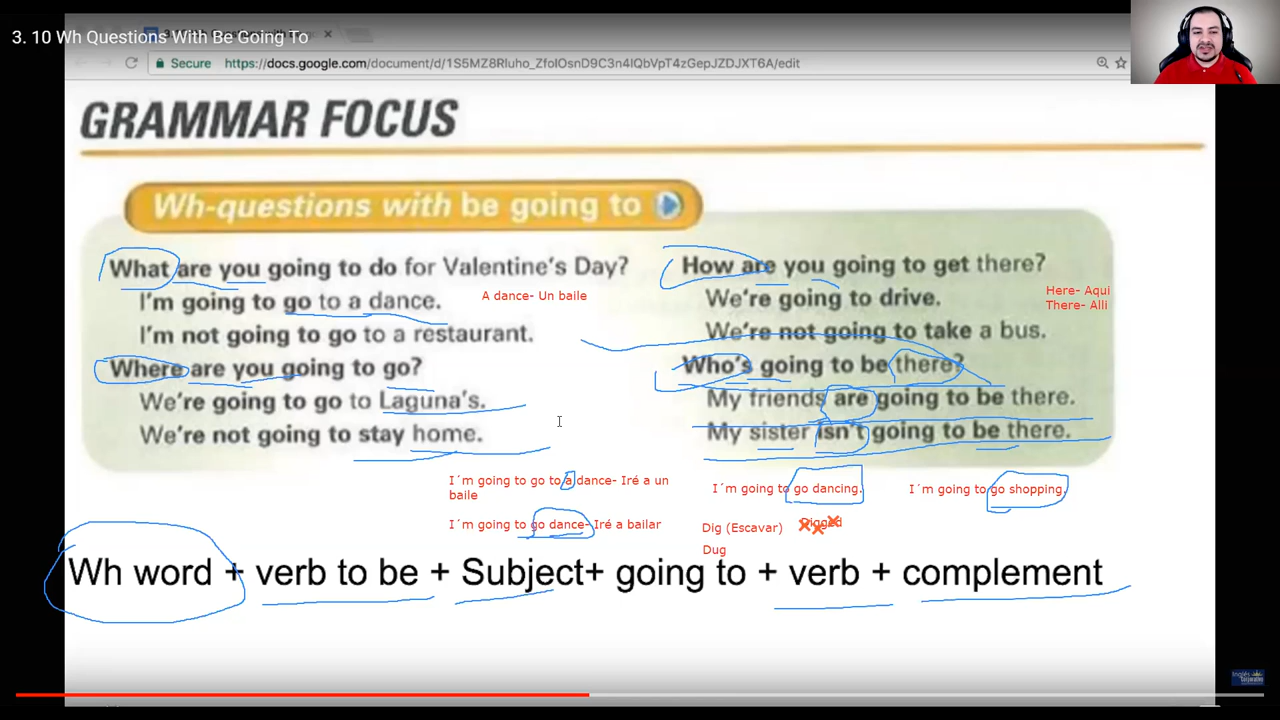 3. 10 Wh Questions With Be Going To
Secure
https://docs.google.com/document/d/1S5MZ8Rloho_ZfoIOsnD9C3n4IQbVpT4zGepJZDJXT6A/edit
GRAMMAR FOCUS
Wh-questions with be going to
What are you going to do for Valentine's Day?
I'm going to go to a dance.
A dance- Un baile
I'm not going to go to a restaurant.
Where are you going to go?
We're going to go to Laguna's.
We're not going to stay home.
How are you going to get there?
Here- Aqui
There- Alli
We're going to drive.
We're not going to take a bus.
Who's going to be there?
My friends are going to be there.
My sister isn't going to be there.
I´m going to go to a dance- Iré a un
baile
I´m going to go dancing.
I´m going to go shopping.
I´m going to go dance- Iré a bailar
Dig (Escavar)
Digged
Dug
Wh word + verb to be + Subject+ going to + verb + complement
Inglés
Corporativo